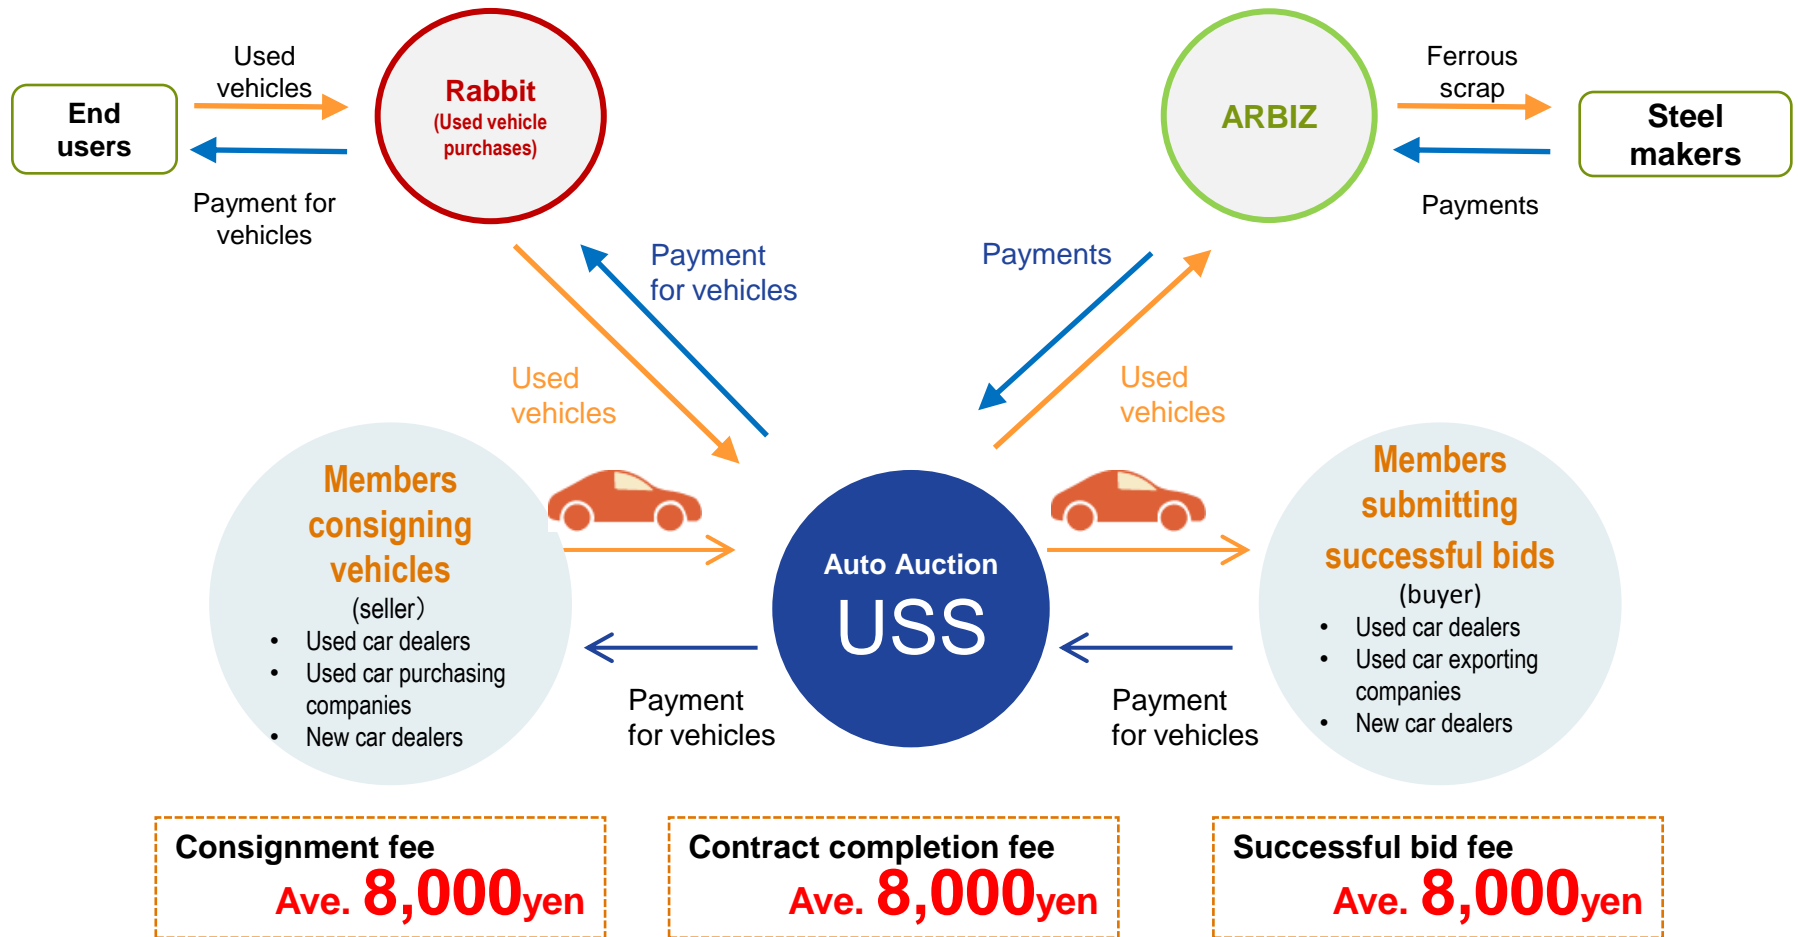 End
users
Used
vehicles
Payment for
vehicles
Rabbit
(Used vehicle
purchases)
ARBIZ
Ferrous
scrap
Payments
Steel
makers
Payment
for vehicles
Used
vehicles
Payments
Used
vehicles
Members
consigning
vehicles
(seller）
• Used car dealers
• Used car purchasing
companies
• New car dealers
Payment
for vehicles
Auto Auction
USS
Payment
for vehicles
Members
submitting
successful bids
(buyer)
• Used car dealers
• Used car exporting
companies
• New car dealers
Consignment fee
Ave. 8,000yen
Contract completion fee
Ave. 8,000yen
Successful bid fee
Ave. 8,000yen